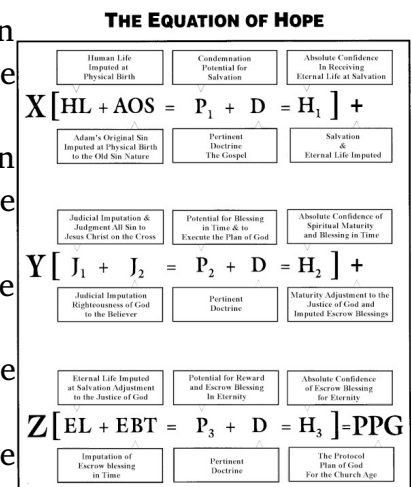 THE EQUATION OF HOPE
n
Human Life
Imputed at
Physical Birth
Condemnation
Potential for
Salvation
Absolute Confidence
In Receiving
Eternal Life at Salvation
e
X [ HL + AOS = P₁ + D = H₁ ] +
Adam's Original Sin
Imputed at Physical Birth
to the Old Sin Nature
Pertinent
Doctrine
The Gospel
Salvation
&
Eternal Life Imputed
n
e
Judicial Imputation &
Judgment All Sin to
Jesus Christ on the Cross
Potential for Blessing
in Time & to
Execute the Plan of God
Absolute Confidence of
Spiritual Maturity
and Blessing in Time
Y [ J₁ + J₂ = P₂ + D = H₂ ] +
e
Judicial Imputation
Righteousness of God
to the Believer
Pertinent
Doctrine
Maturity Adjustment to the
Justice of God and
Imputed Escrow Blessings
e
Eternal Life Imputed
at Salvation Adjustment
to the Justice of God
Potential for Reward
and Escrow Blessing
In Eternity
Absolute Confidence
of Escrow Blessing
for Eternity
Z [ EL + EBT = P₃ + D = H₃ ] = PPG
e
Imputation of
Escrow blessing
in Time
Pertinent
Doctrine
The Protocol
Plan of God
For the Church Age